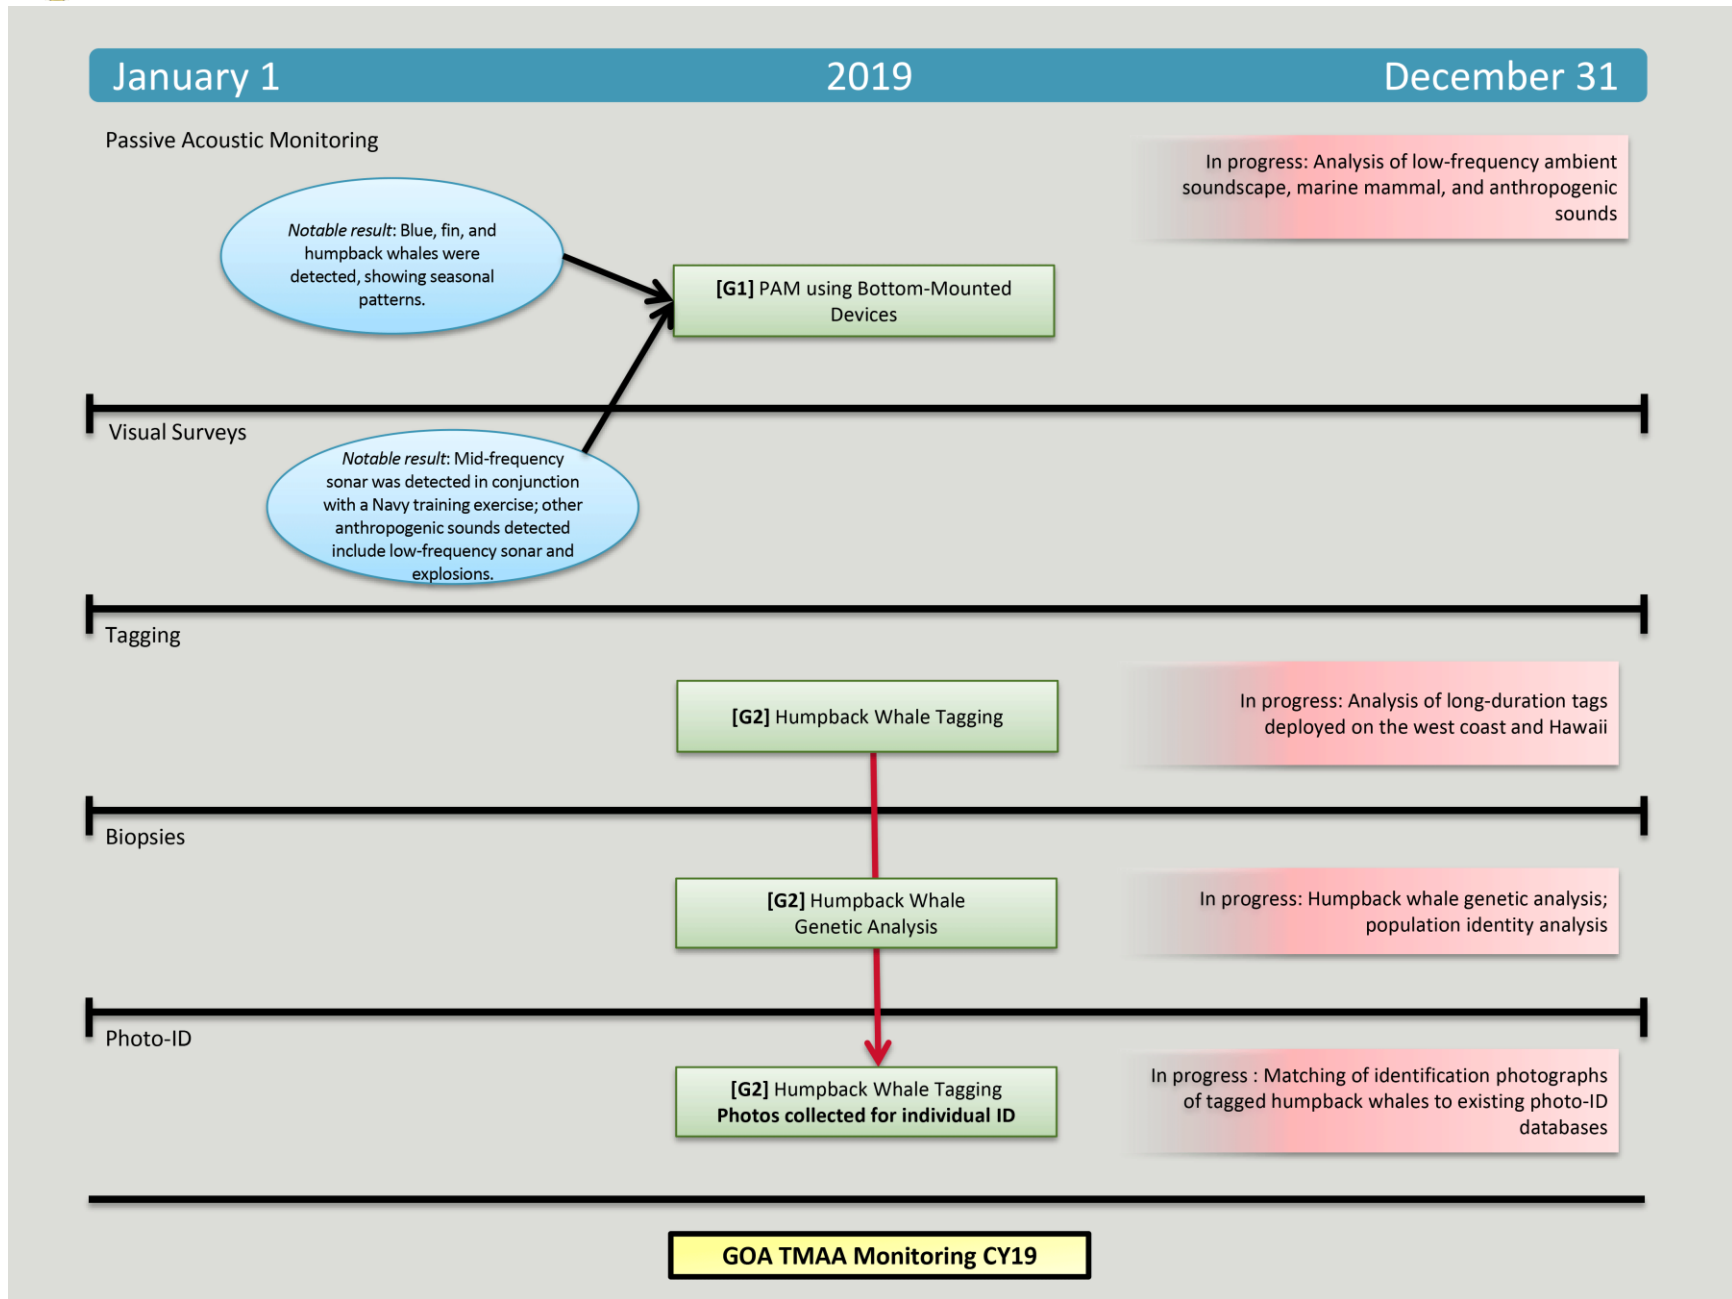 January 1
2019
December 31
Passive Acoustic Monitoring
In progress: Analysis of low-frequency ambient
soundscape, marine mammal, and anthropogenic
sounds
Notable result: Blue, fin, and
humpback whales were
detected, showing seasonal
patterns.
[G1] PAM using Bottom-Mounted
Devices
Visual Surveys
Notable result: Mid-frequency
sonar was detected in conjunction
with a Navy training exercise; other
anthropogenic sounds detected
include low-frequency sonar and
explosions.
Tagging
[G2] Humpback Whale Tagging
In progress: Analysis of long-duration tags
deployed on the west coast and Hawaii
Biopsies
[G2] Humpback Whale
Genetic Analysis
In progress: Humpback whale genetic analysis;
population identity analysis
Photo-ID
[G2] Humpback Whale Tagging
Photos collected for individual ID
In progress : Matching of identification photographs
of tagged humpback whales to existing photo-ID
databases
GOA TMAA Monitoring CY19